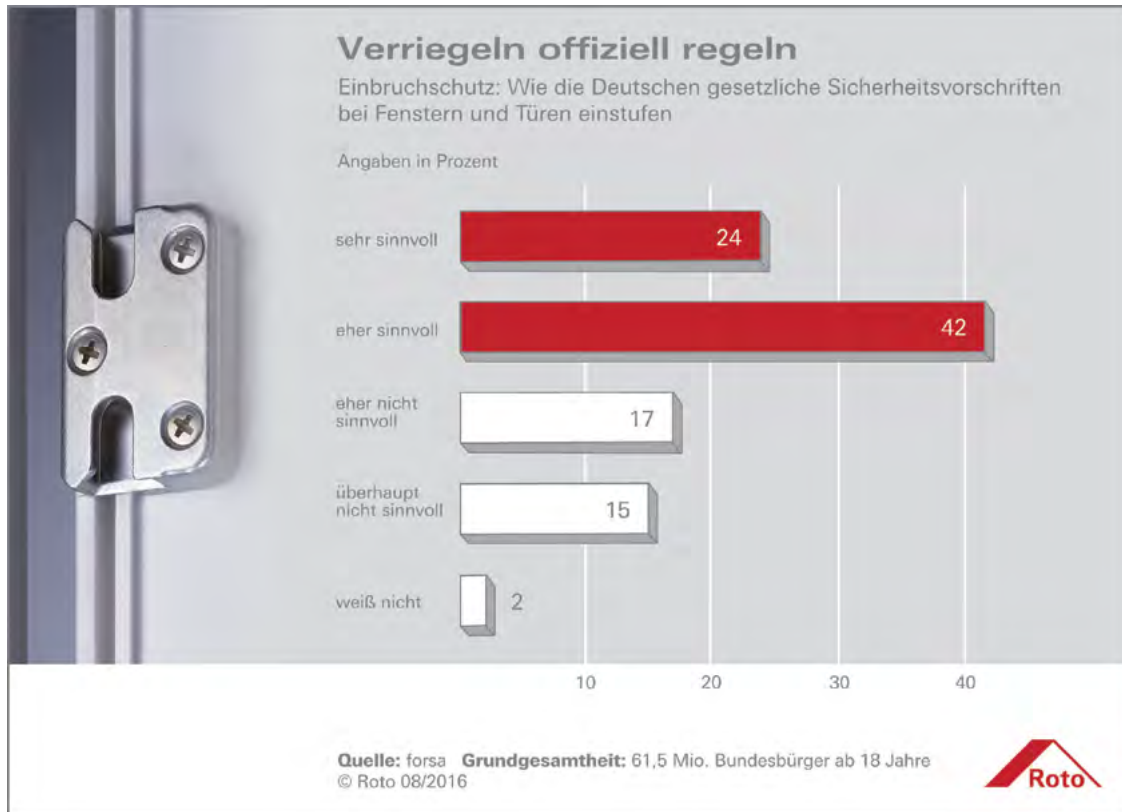 Verriegeln offiziell regeln
Einbruchschutz: Wie die Deutschen gesetzliche Sicherheitsvorschriften
bei Fenstern und Türen einstufen
Angaben in Prozent
sehr sinnvoll
24
eher sinnvoll
42
eher nicht
sinnvoll
17
überhaupt
nicht sinnvoll
15
weiß nicht
2
10 20 30 40
Quelle: forsa Grundgesamtheit: 61,5 Mio. Bundesbürger ab 18 Jahre
© Roto 08/2016
Roto